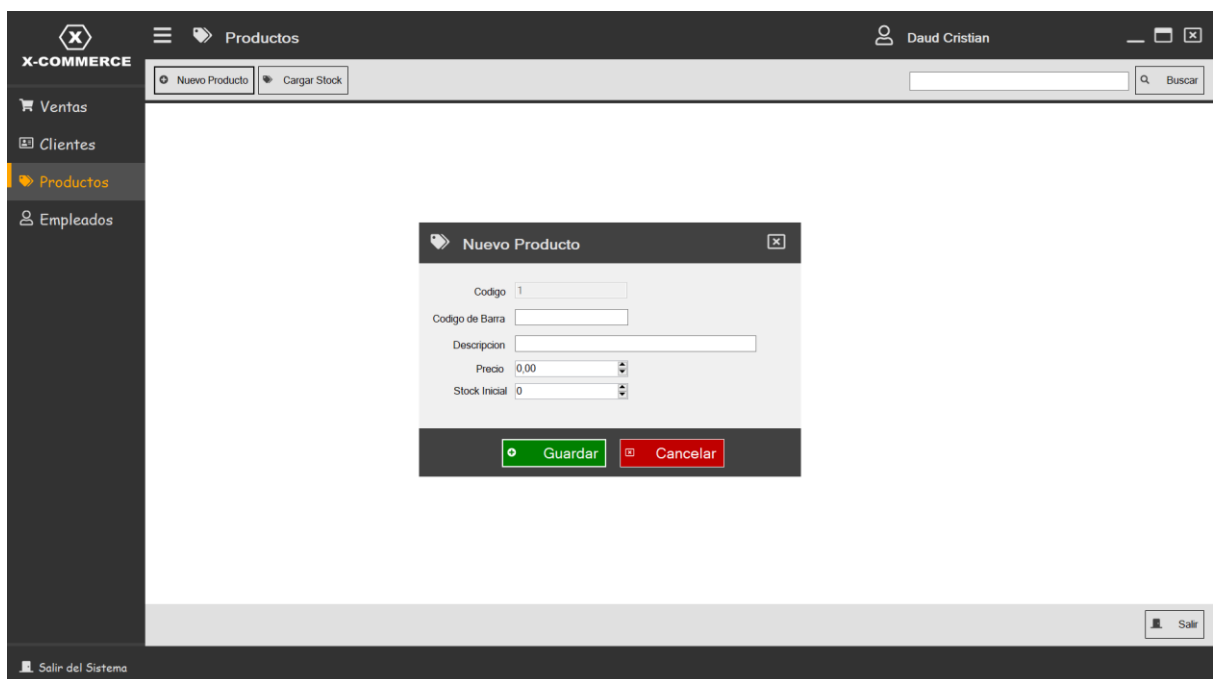 X-COMMERCE
Productos
Daud Cristian
Nuevo Producto
Cargar Stock
Buscar
Ventas
Clientes
Productos
Empleados
Nuevo Producto
Codigo 1
Codigo de Barra
Descripcion
Precio 0,00
Stock Inicial 0
Guardar
Cancelar
Salir
Salir del Sistema